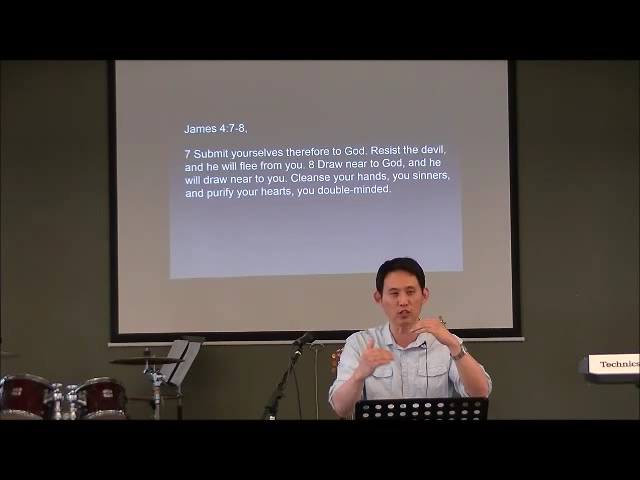 James 4:7-8,
7 Submit yourselves therefore to God. Resist the devil,
and he will flee from you. 8 Draw near to God, and he
will draw near to you. Cleanse your hands, you sinners,
and purify your hearts, you double-minded.
Technics